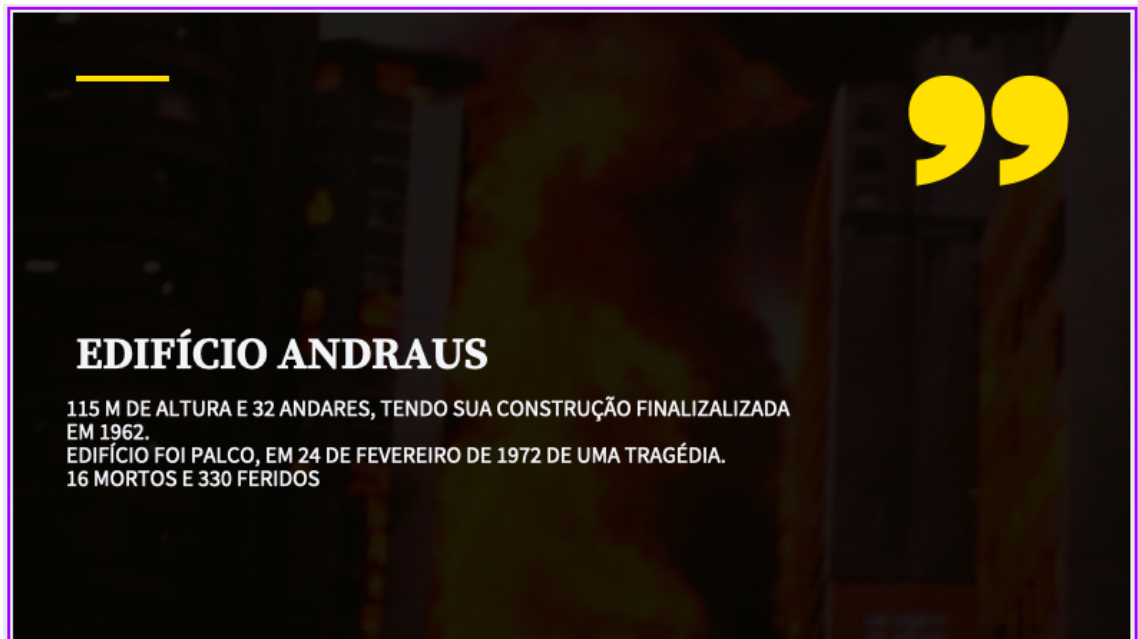 EDIFÍCIO ANDRAUS
115 M DE ALTURA E 32 ANDARES, TENDO SUA CONSTRUÇÃO FINALIZALIZADA
EM 1962.
EDIFÍCIO FOI PALCO, EM 24 DE FEVEREIRO DE 1972 DE UMA TRAGÉDIA.
16 MORTOS E 330 FERIDOS